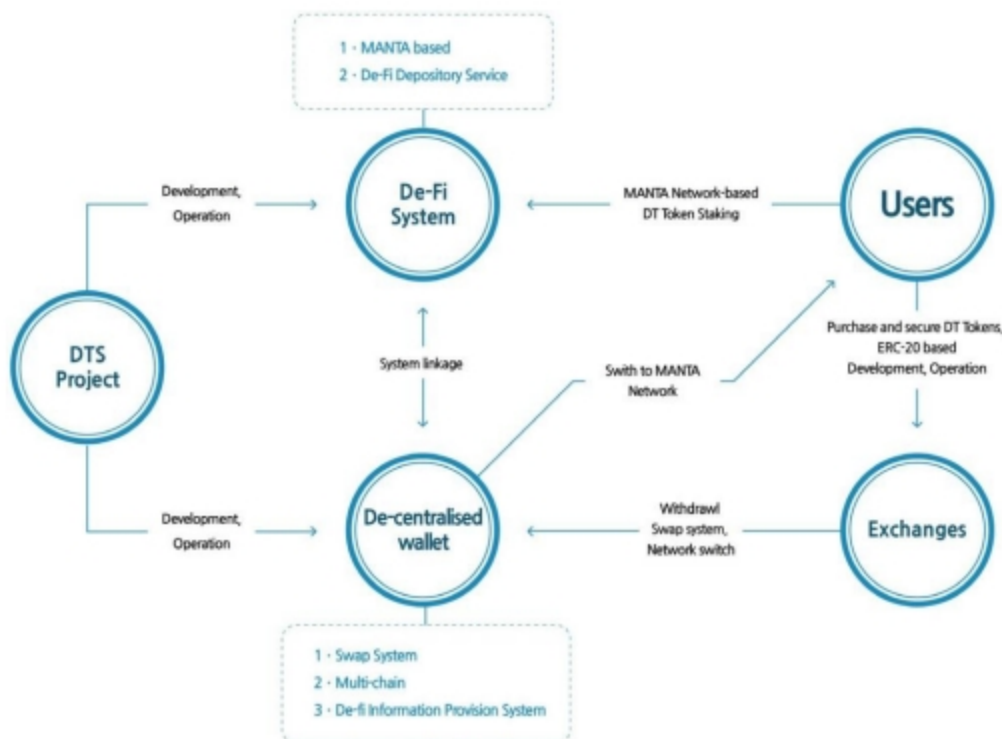 1 · MANTA based
2 · De-Fi Depository Service
De-Fi
System
Users
Development,
Operation
MANTA Network-based
DT Token Staking
DTS
Project
System linkage
Swith to MANTA
Network
Purchase and secure DT Tokens,
ERC-20 based
Development, Operation
De-centralised
wallet
Exchanges
Development,
Operation
Withdrawl
Swap system,
Network switch
1 · Swap System
2 · Multi-chain
3 · De-fi Information Provision System